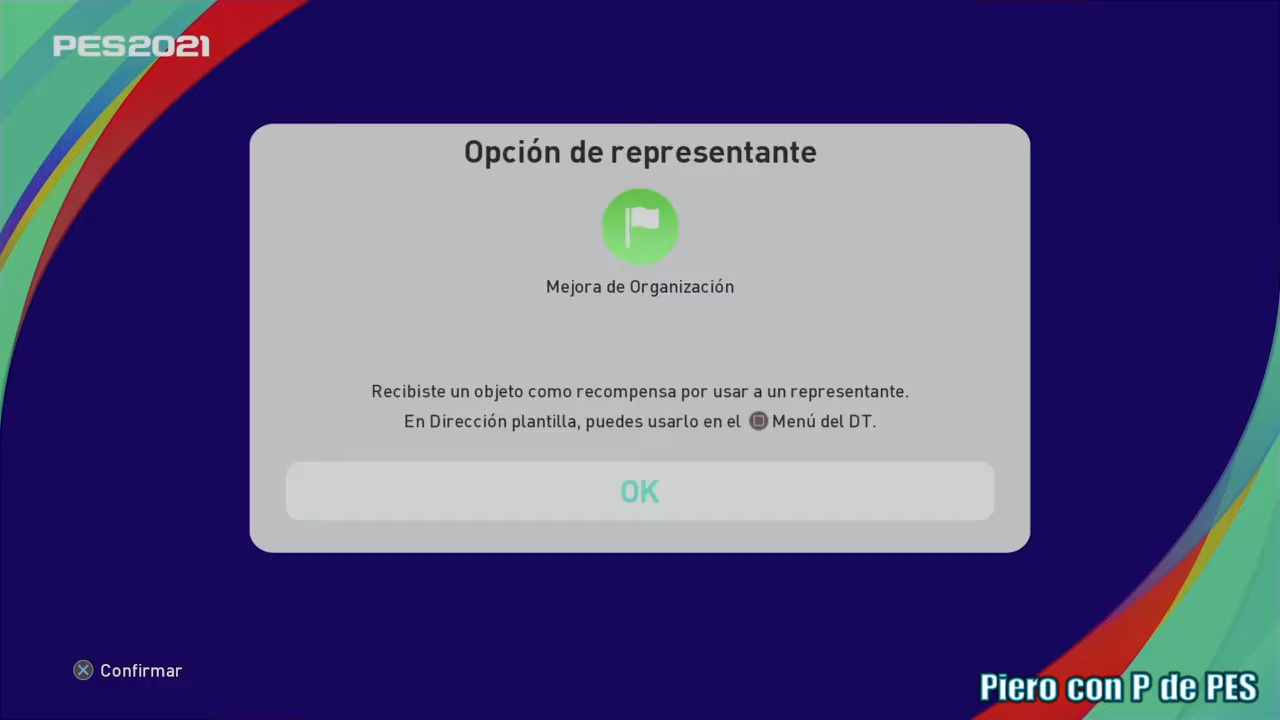 PES2021
Opción de representante
Mejora de Organización
Recibiste un objeto como recompensa por usar a un representante.
En Dirección plantilla, puedes usarlo en el Menú del DT.
OK
Confirmar
Piero con P de PES